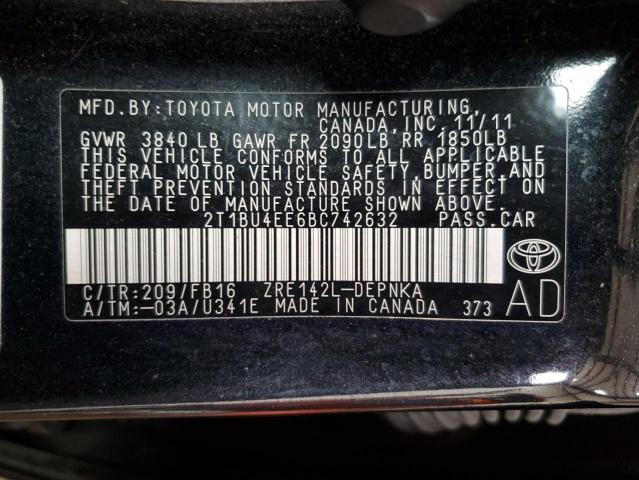 MFD. BY: TOYOTA MOTOR MANUFACTURING,
CANADA, INC. 11/11
GVWR 3840 LB GAWR FR 2090LB RR 1850LB
THIS VEHICLE CONFORMS TO ALL APPLICABLE
FEDERAL MOTOR VEHICLE SAFETY, BUMPER, AND
THEFT PREVENTION STANDARDS IN EFFECT ON
THE DATE OF MANUFACTURE SHOWN ABOVE.
2T1BU4EE6BC742632 PASS. CAR
C/TR: 209/FB16 ZRE142L-DEPNKA
A/TM: -03A/U341E MADE IN CANADA 373
AD